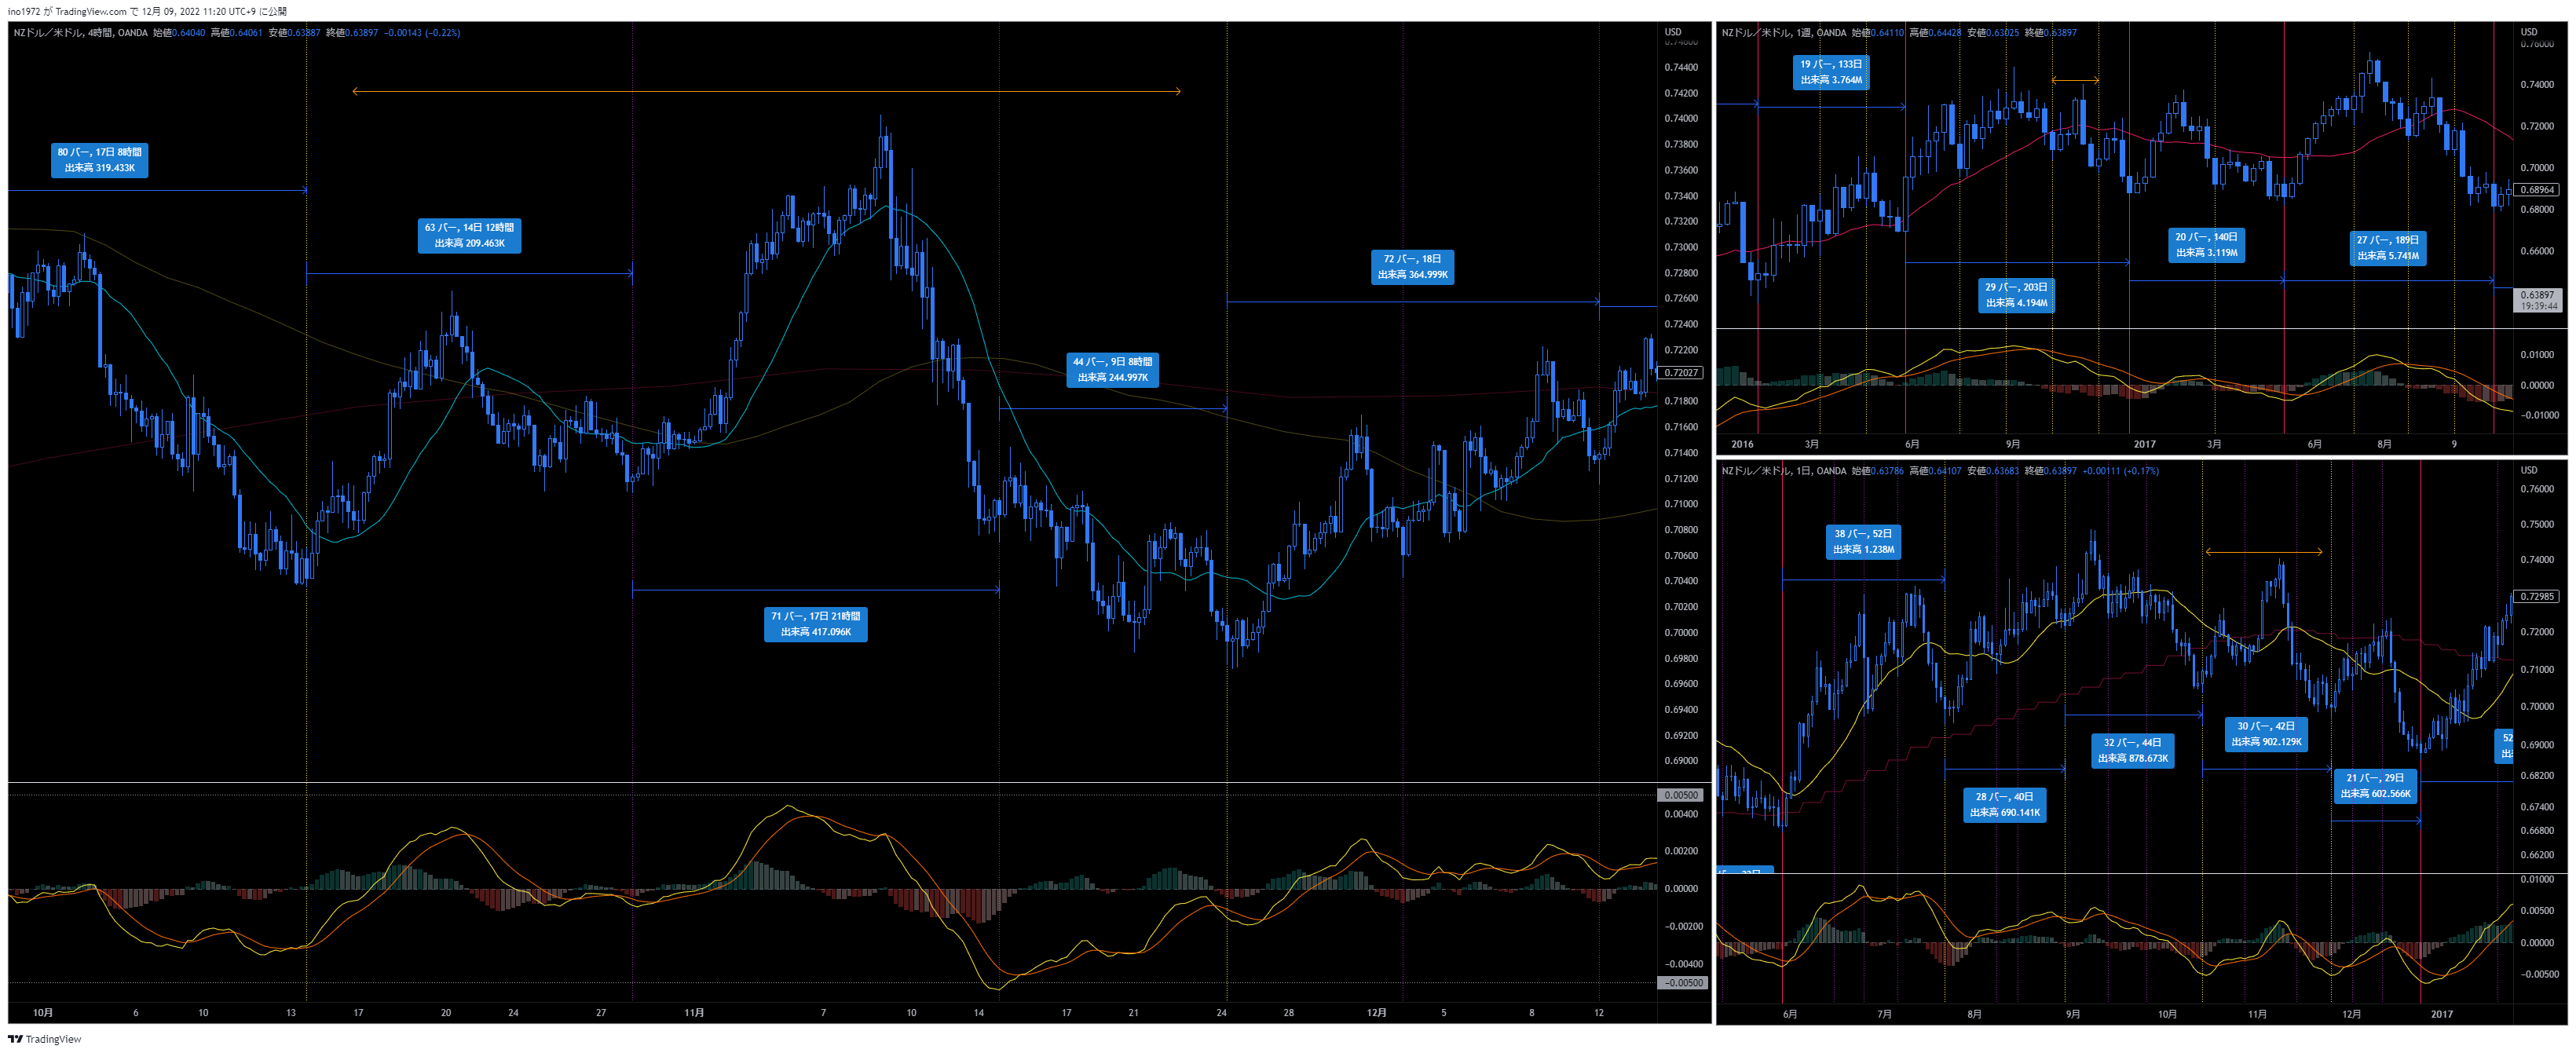 ino1972 が TradingView.com で 12月 09, 2022 11:20 UTC+9 に公開
NZドル／米ドル, 4時間, OANDA 始値0.64040 高値0.64061 安値0.63887 終値0.63897 −0.00143 (−0.22%)
USD
0.74600
0.74400
0.74200
0.74000
0.73800
0.73600
0.73400
0.73200
0.73000
0.72800
0.72600
0.72400
0.72200
0.72027
0.71800
0.71600
0.71400
0.71200
0.71000
0.70800
0.70600
0.70400
0.70200
0.70000
0.69800
0.69600
0.69400
0.69200
0.69000
80 バー, 17日 8時間
出来高 319.433K
63 バー, 14日 12時間
出来高 209.463K
71 バー, 17日 21時間
出来高 417.096K
44 バー, 9日 8時間
出来高 244.997K
72 バー, 18日
出来高 364.999K
0.00500
0.00400
0.00200
0.00000
−0.00200
−0.00400
−0.00500
10月 6 10 13 17 20 24 27 11月 7 10 14 17 21 24 28 12月 5 8 12
NZドル／米ドル, 1週, OANDA 始値0.64110 高値0.64428 安値0.63025 終値0.63897
USD
0.76000
0.74000
0.72000
0.70000
0.68964
0.68000
0.66000
0.63897
19:39:44
19 バー, 133日
出来高 3.764M
29 バー, 203日
出来高 4.194M
20 バー, 140日
出来高 3.119M
27 バー, 189日
出来高 5.741M
0.01000
0.00000
−0.01000
2016 3月 6月 9月 2017 3月 6月 8月 9
NZドル／米ドル, 1日, OANDA 始値0.63786 高値0.64107 安値0.63683 終値0.63897 +0.00111 (+0.17%)
USD
0.76000
0.75000
0.74000
0.72985
0.72000
0.71000
0.70000
0.69000
0.68200
0.67400
0.66800
0.66200
38 バー, 52日
出来高 1.238M
28 バー, 40日
出来高 690.141K
32 バー, 44日
出来高 878.673K
30 バー, 42日
出来高 902.129K
21 バー, 29日
出来高 602.566K
52
0.01000
0.00500
0.00000
−0.00500
6月 7月 8月 9月 10月 11月 12月 2017
TradingView